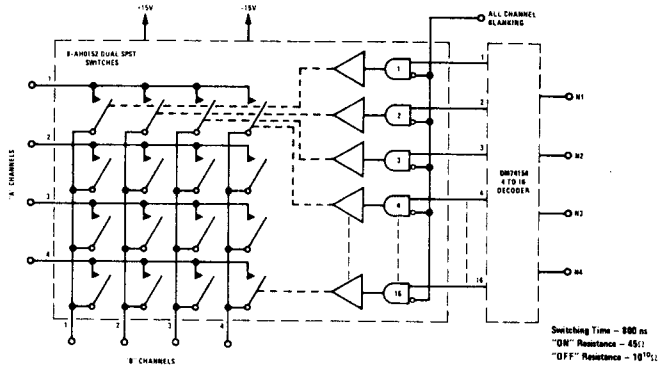 -15V
-15V
ALL CHANNEL
BLANKING
8-AH0152 DUAL SPST
SWITCHES
1
2
3
4
"A" CHANNELS
1
2
3
4
16
1
2
3
4
16
DM74154
4 TO 16
DECODER
N1
N2
N3
N4
1
2
3
4
"B" CHANNELS
Switching Time – 800 ns
"ON" Resistance – 45Ω
"OFF" Resistance – 10¹⁰Ω